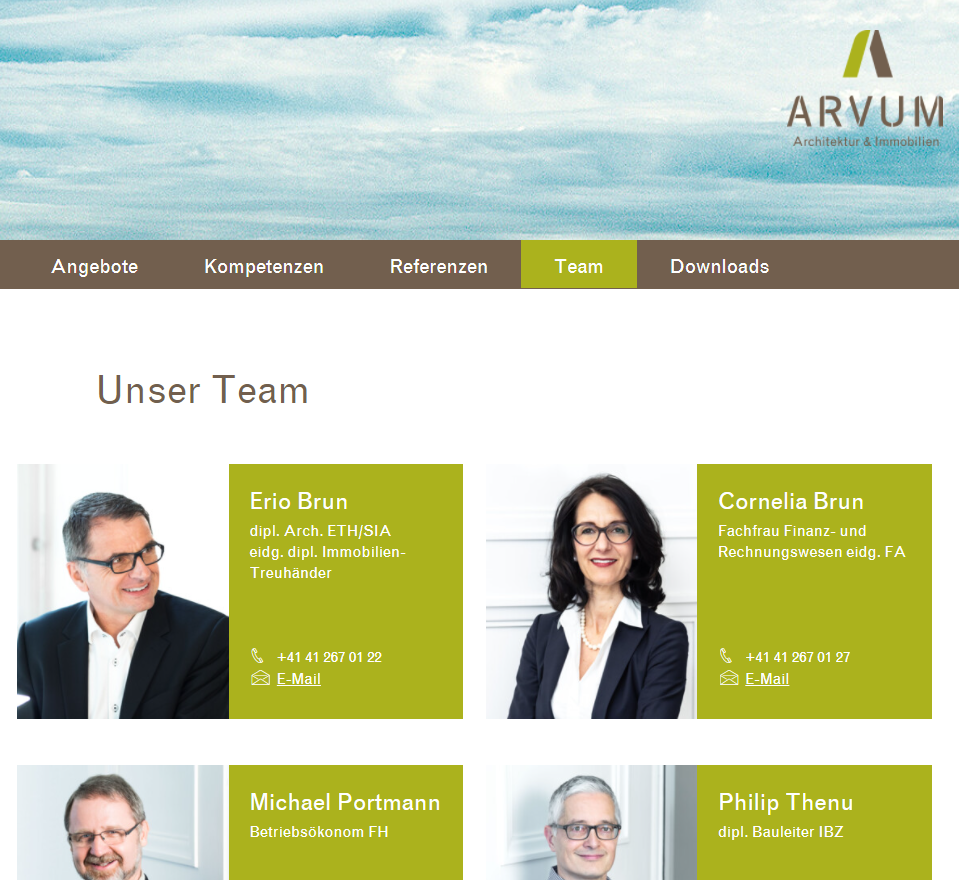 ARVUM
Architektur & Immobilien
Angebote Kompetenzen Referenzen Team Downloads
Unser Team
Erio Brun
dipl. Arch. ETH/SIA
eidg. dipl. Immobilien-
Treuhänder
+41 41 267 01 22
E-Mail
Cornelia Brun
Fachfrau Finanz- und
Rechnungswesen eidg. FA
+41 41 267 01 27
E-Mail
Michael Portmann
Betriebsökonom FH
Philip Thenu
dipl. Bauleiter IBZ